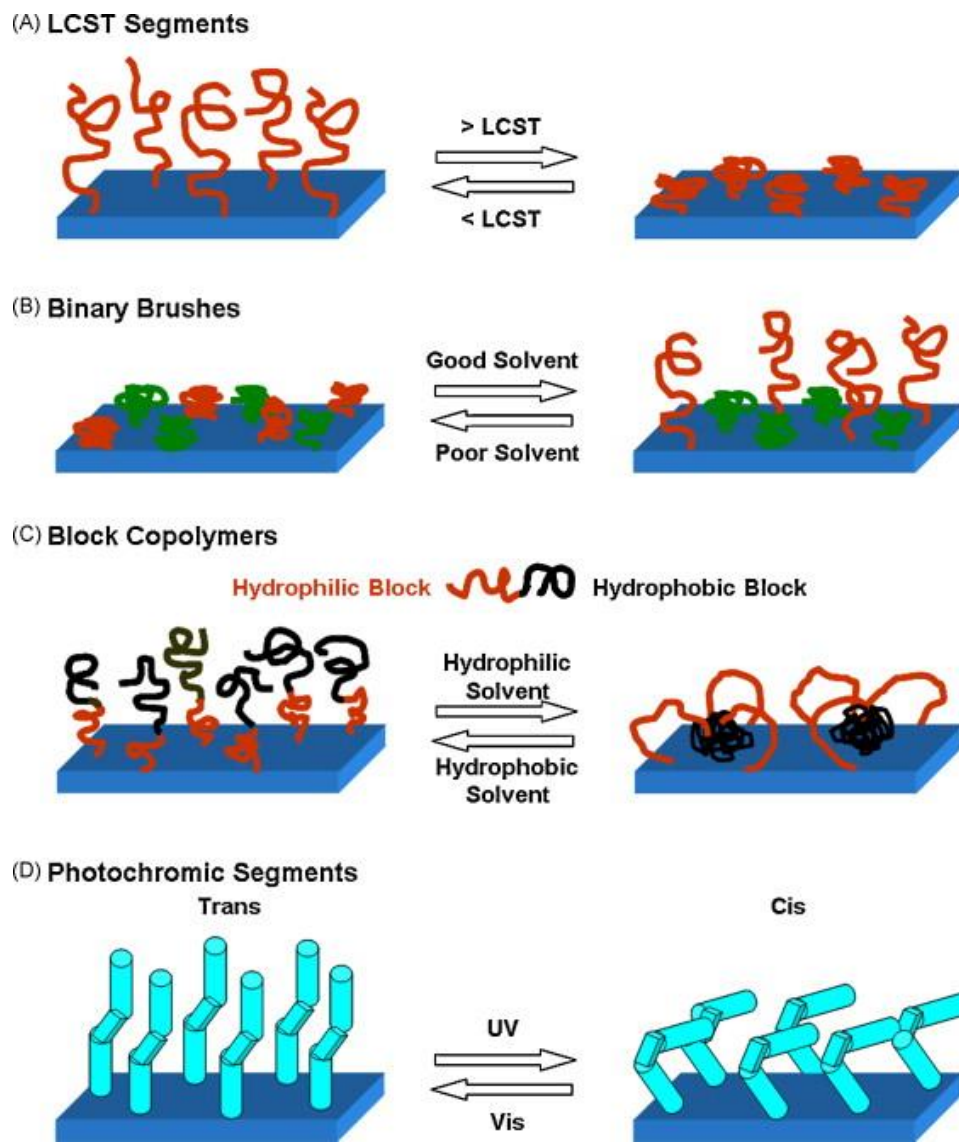 (A) LCST Segments
> LCST
< LCST
(B) Binary Brushes
Good Solvent
Poor Solvent
(C) Block Copolymers
Hydrophilic Block
Hydrophobic Block
Hydrophilic
Solvent
Hydrophobic
Solvent
(D) Photochromic Segments
Trans
Cis
UV
Vis